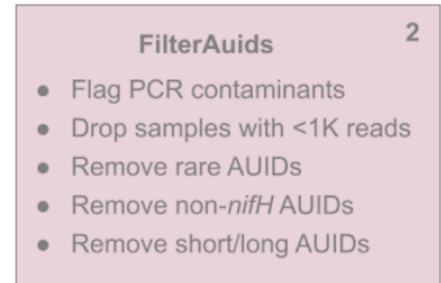 2
FilterAuids
● Flag PCR contaminants
● Drop samples with <1K reads
● Remove rare AUIDs
● Remove non-nifH AUIDs
● Remove short/long AUIDs